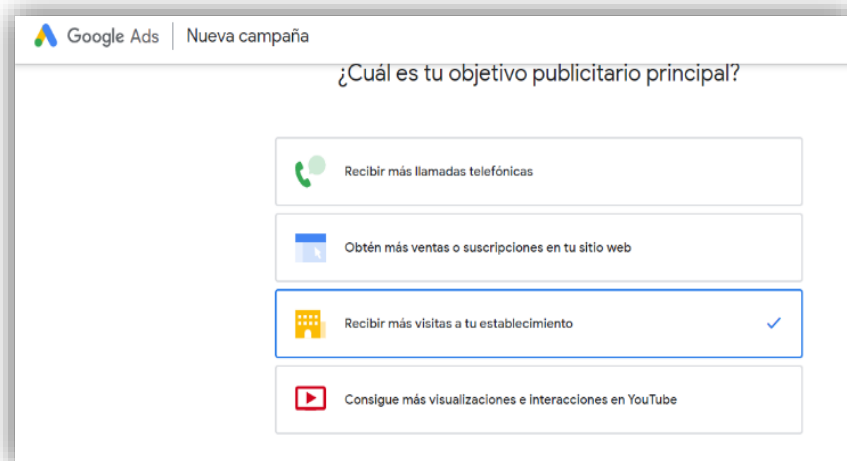 Google Ads Nueva campaña
¿Cuál es tu objetivo publicitario principal?
Recibir más llamadas telefónicas
Obtén más ventas o suscripciones en tu sitio web
Recibir más visitas a tu establecimiento
Consigue más visualizaciones e interacciones en YouTube